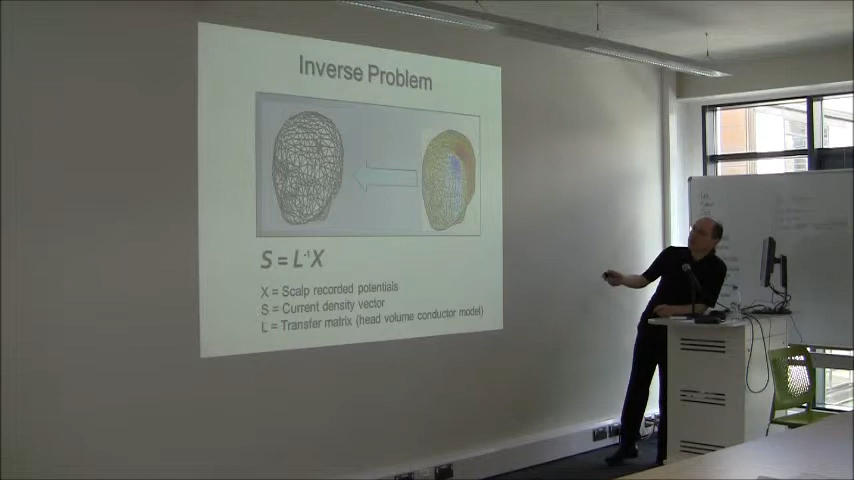 Inverse Problem
S = L⁻¹X
X = Scalp recorded potentials
S = Current density vector
L = Transfer matrix (head volume conductor model)